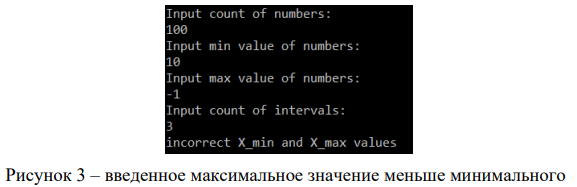 Input count of numbers:
100
Input min value of numbers:
10
Input max value of numbers:
-1
Input count of intervals:
3
incorrect X_min and X_max values
Рисунок 3 – введенное максимальное значение меньше минимального